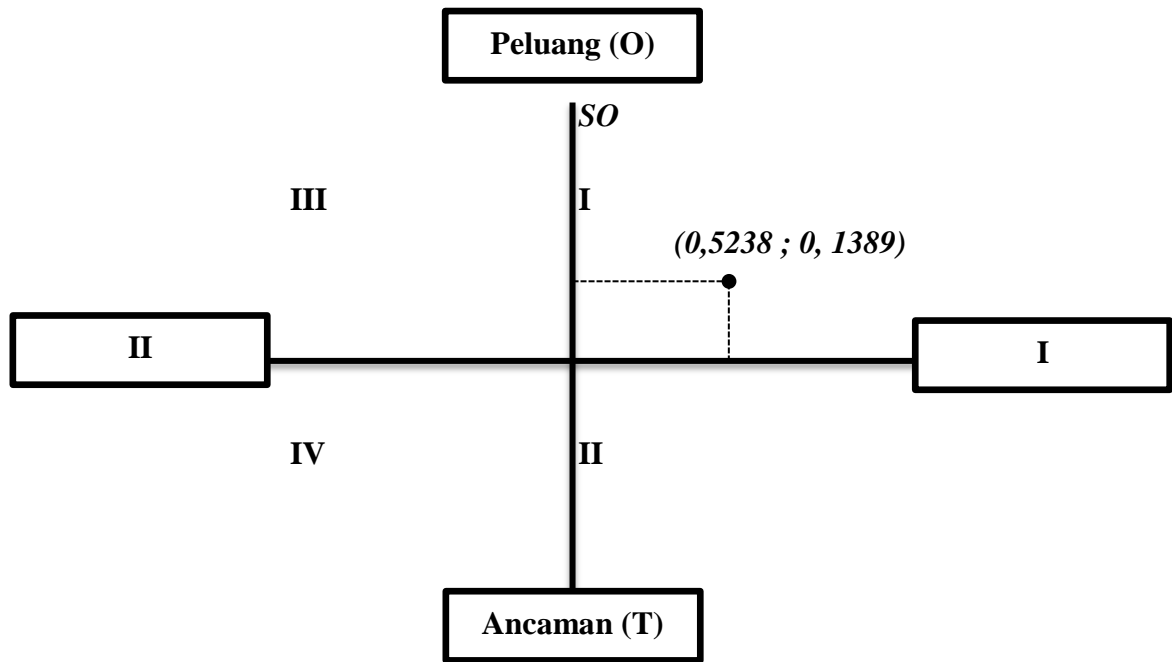 Peluang (O)
SO
III
I
(0,5238 ; 0, 1389)
II
I
IV
II
Ancaman (T)